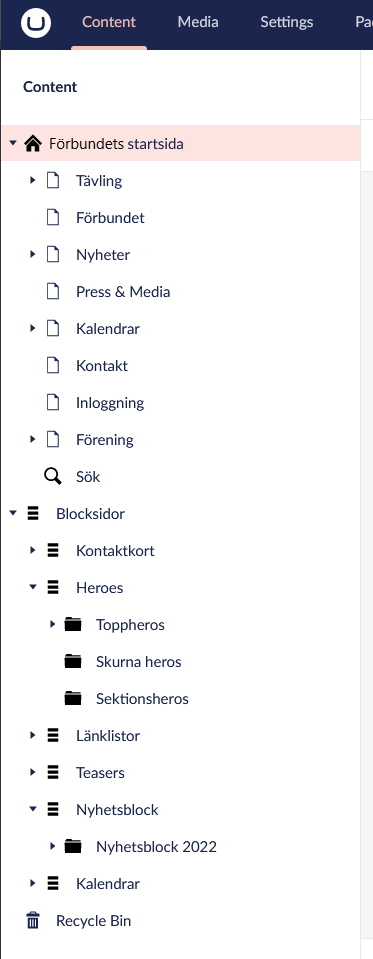 Content Media Settings Pa
Content
Förbundets startsida
Tävling
Förbundet
Nyheter
Press & Media
Kalendrar
Kontakt
Inloggning
Förening
Sök
Blocksidor
Kontaktkort
Heroes
Toppheros
Skurna heros
Sektionsheros
Länklistor
Teasers
Nyhetsblock
Nyhetsblock 2022
Kalendrar
Recycle Bin